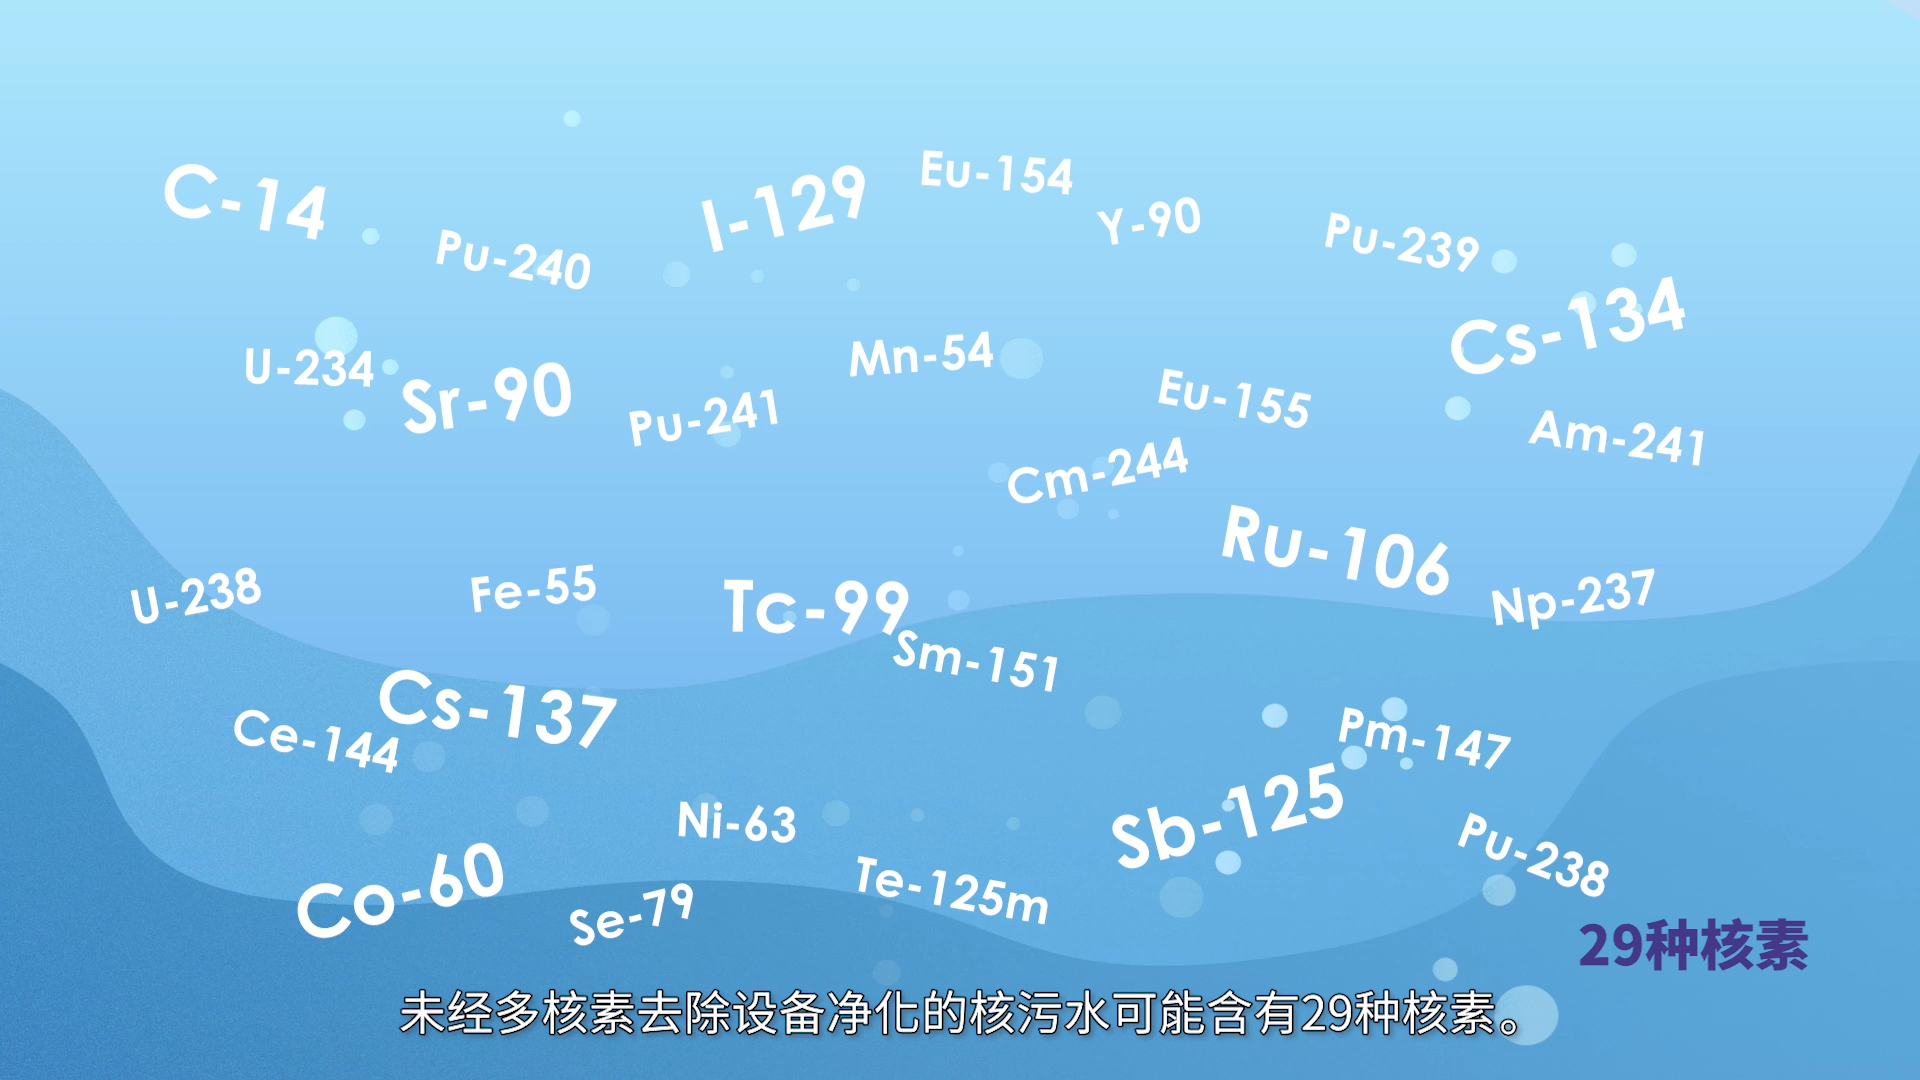 C-14
Pu-240
I-129
Eu-154
Y-90
Pu-239
Cs-134
U-234
Sr-90
Pu-241
Mn-54
Eu-155
Am-241
Cm-244
Ru-106
U-238
Fe-55
Tc-99
Np-237
Sm-151
Cs-137
Ce-144
Pm-147
Sb-125
Ni-63
Pu-238
Co-60
Se-79
Te-125m
29种核素
未经多核素去除设备净化的核污水可能含有29种核素。